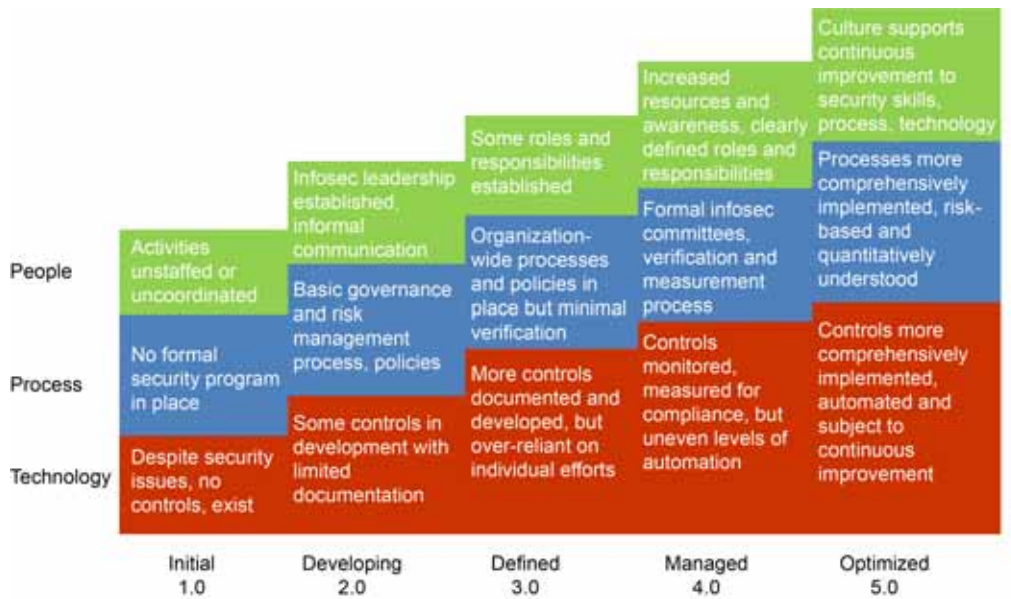 Culture supports
continuous
improvement to
security skills,
process, technology
Increased
resources and
awareness, clearly
defined roles and
responsibilities
Some roles and
responsibilities
established
Infosec leadership
established,
informal
communication
Activities
unstaffed or
uncoordinated
People
Processes more
comprehensively
implemented, risk-
based and
quantitatively
understood
Formal infosec
committees,
verification and
measurement
process
Organization-
wide processes
and policies in
place but minimal
verification
Basic governance
and risk
management
process, policies
No formal
security program
in place
Process
Controls more
comprehensively
implemented,
automated and
subject to
continuous
improvement
Controls
monitored,
measured for
compliance, but
uneven levels of
automation
More controls
documented and
developed, but
over-reliant on
individual efforts
Some controls in
development with
limited
documentation
Despite security
issues, no
controls, exist
Technology
Initial
1.0
Developing
2.0
Defined
3.0
Managed
4.0
Optimized
5.0